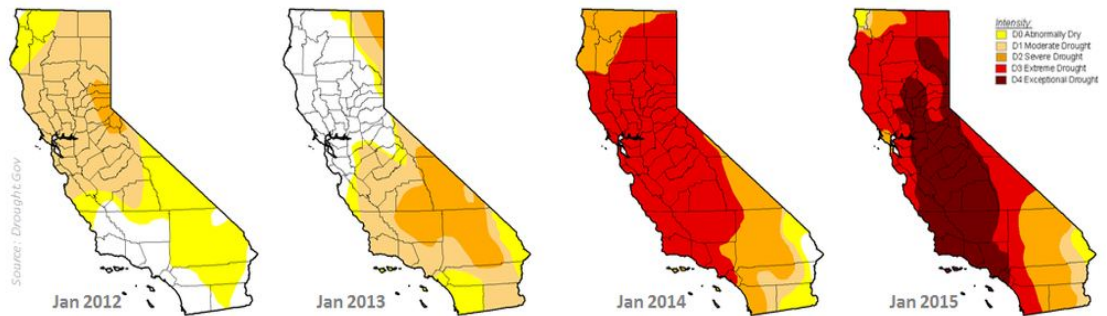 Intensity:
D0 Abnormally Dry
D1 Moderate Drought
D2 Severe Drought
D3 Extreme Drought
D4 Exceptional Drought
Source: Drought.Gov
Jan 2012
Jan 2013
Jan 2014
Jan 2015